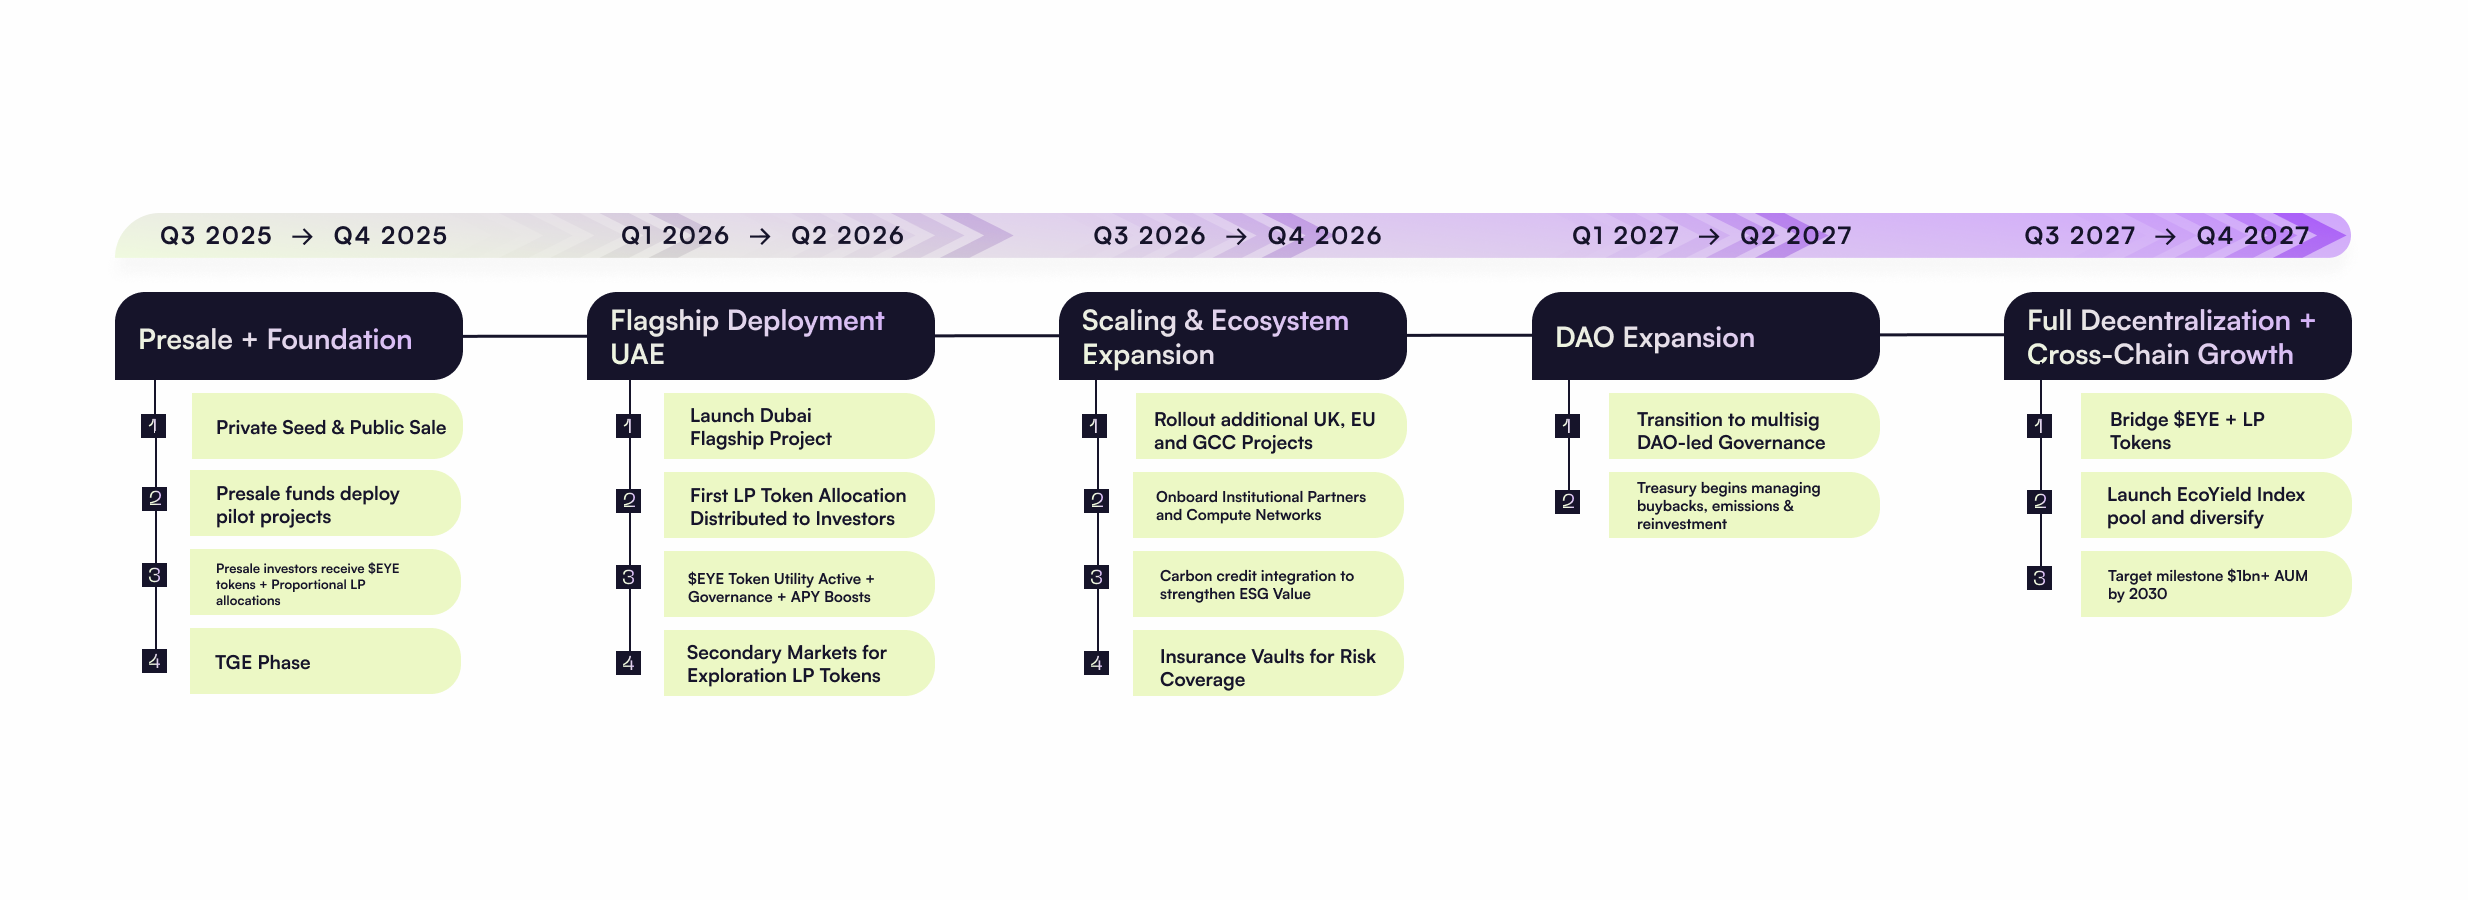 Q3 2025 → Q4 2025
Q1 2026 → Q2 2026
Q3 2026 → Q4 2026
Q1 2027 → Q2 2027
Q3 2027 → Q4 2027
Presale + Foundation
1
Private Seed & Public Sale
2
Presale funds deploy
pilot projects
3
Presale investors receive $EYE
tokens + Proportional LP
allocations
4
TGE Phase
Flagship Deployment
UAE
1
Launch Dubai
Flagship Project
2
First LP Token Allocation
Distributed to Investors
3
$EYE Token Utility Active +
Governance + APY Boosts
4
Secondary Markets for
Exploration LP Tokens
Scaling & Ecosystem
Expansion
1
Rollout additional UK, EU
and GCC Projects
2
Onboard Institutional Partners
and Compute Networks
3
Carbon credit integration to
strengthen ESG Value
4
Insurance Vaults for Risk
Coverage
DAO Expansion
1
Transition to multisig
DAO-led Governance
2
Treasury begins managing
buybacks, emissions &
reinvestment
Full Decentralization +
Cross-Chain Growth
1
Bridge $EYE + LP
Tokens
2
Launch EcoYield Index
pool and diversify
3
Target milestone $1bn+ AUM
by 2030